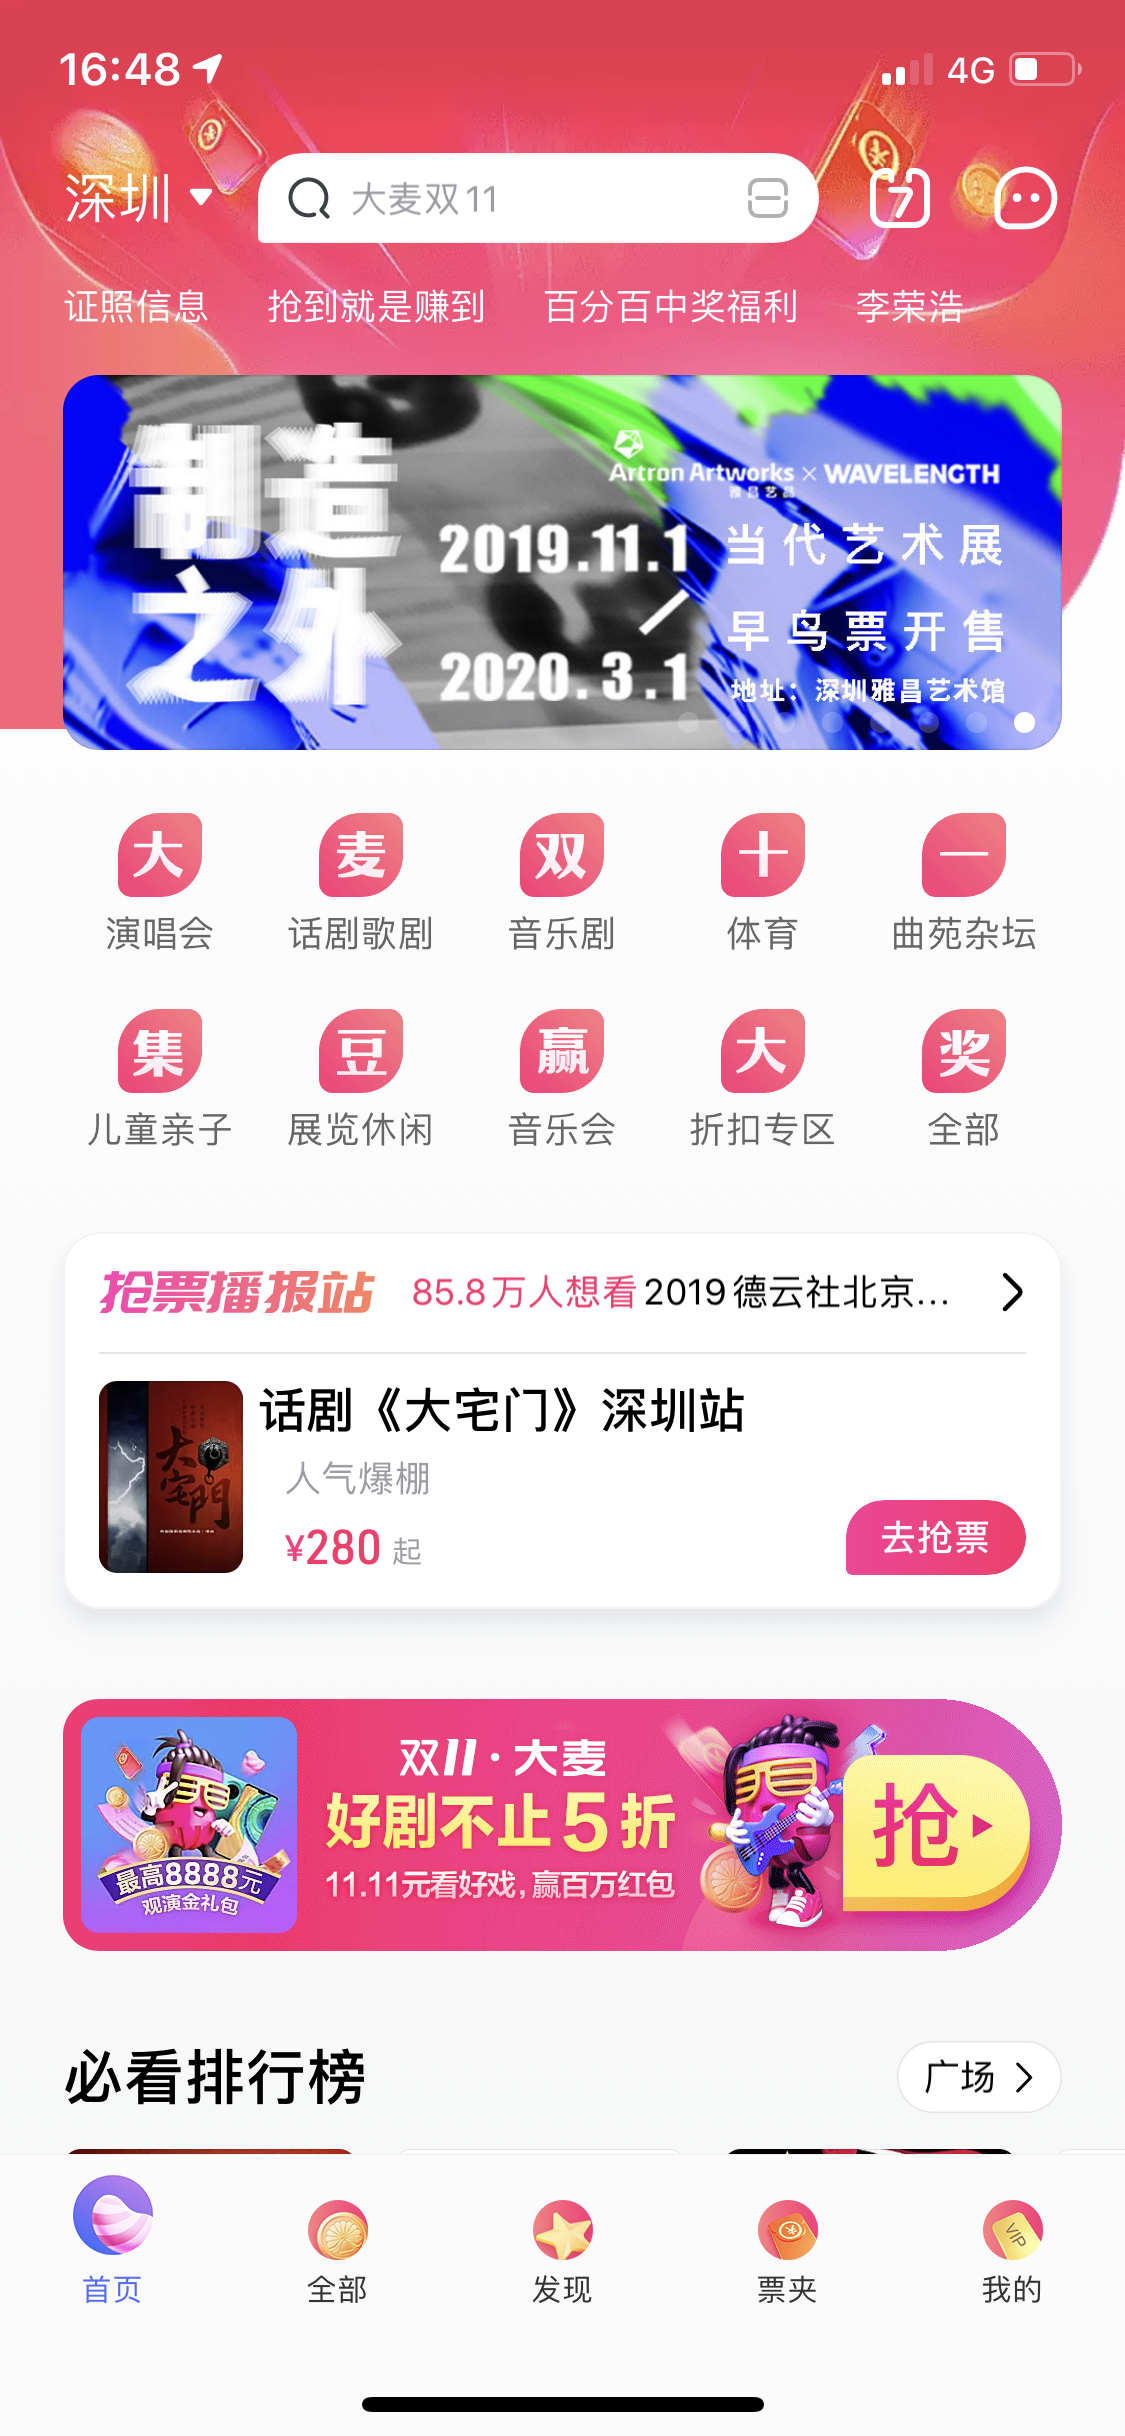 16:48
4G
深圳
大麦双11
7
证照信息 抢到就是赚到 百分百中奖福利 李荣浩
制造
之外
Artron Artworks × WAVELENGTH
雅昌艺品
2019.11.1
2020.3.1
当代艺术展
早鸟票开售
地址：深圳雅昌艺术馆
大 麦 双 十 一
演唱会 话剧歌剧 音乐剧 体育 曲苑杂坛
集 豆 赢 大 奖
儿童亲子 展览休闲 音乐会 折扣专区 全部
抢票播报站 85.8万人想看 2019德云社北京...
大宅門
话剧《大宅门》深圳站
人气爆棚
¥280 起
去抢票
最高8888元
观演金礼包
双11·大麦
好剧不止5折
11.11元看好戏,赢百万红包
抢
必看排行榜
广场
VIP
首页 全部 发现 票夹 我的